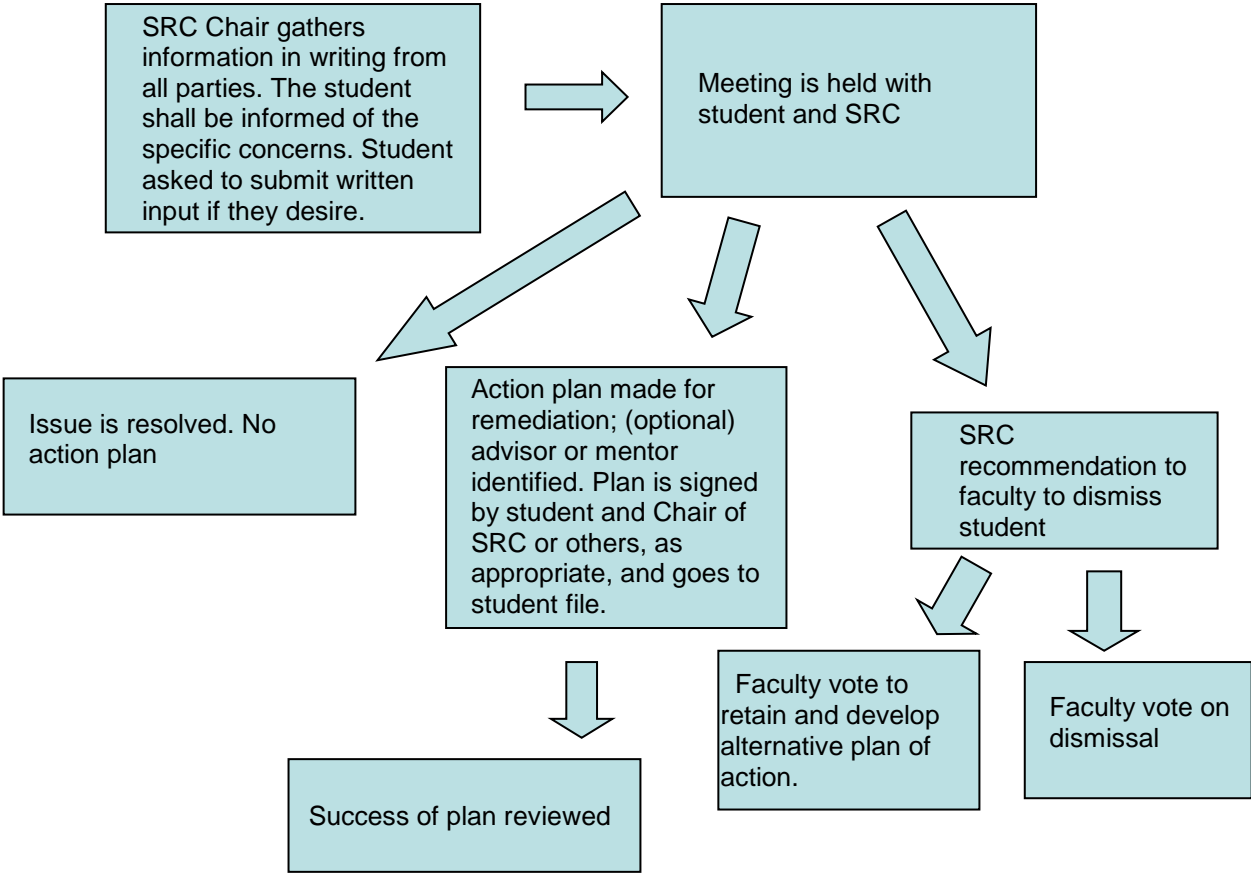 SRC Chair gathers
information in writing from
all parties. The student
shall be informed of the
specific concerns. Student
asked to submit written
input if they desire.
Meeting is held with
student and SRC
Issue is resolved. No
action plan
Action plan made for
remediation; (optional)
advisor or mentor
identified. Plan is signed
by student and Chair of
SRC or others, as
appropriate, and goes to
student file.
SRC
recommendation to
faculty to dismiss
student
Success of plan reviewed
Faculty vote to
retain and develop
alternative plan of
action.
Faculty vote on
dismissal